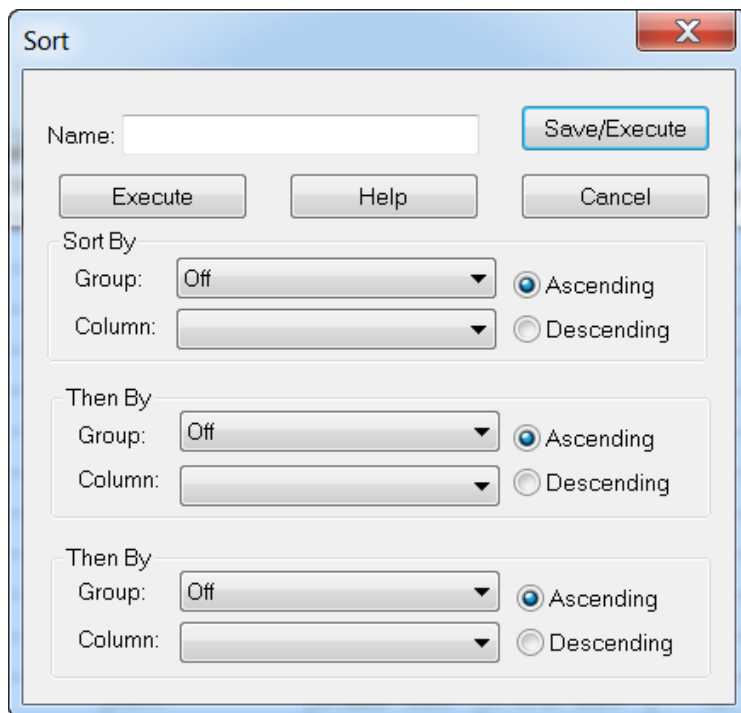 Sort
Name:
Save/Execute
Execute Help Cancel
Sort By
Group: Off Ascending
Column: Descending
Then By
Group: Off Ascending
Column: Descending
Then By
Group: Off Ascending
Column: Descending